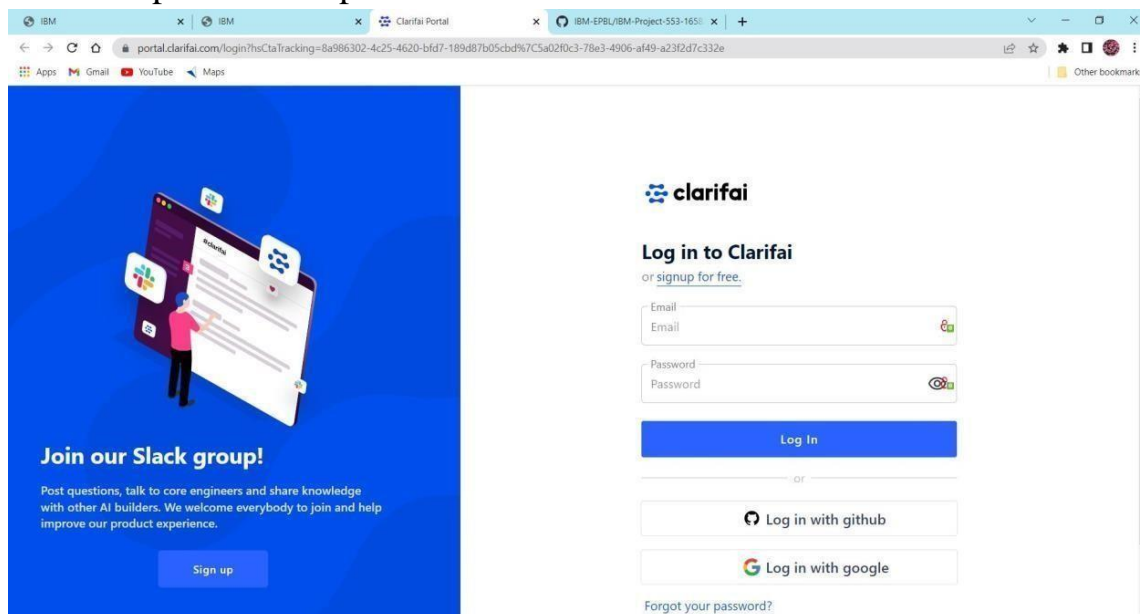 IBM
IBM
Clarifai Portal
IBM-EPBL/IBM-Project-553-1658
portal.clarifai.com/login?hsCtaTracking=8a986302-4c25-4620-bfd7-189d87b05cbd%7C5a02f0c3-78e3-4906-af49-a23f2d7c332e
Apps
Gmail
YouTube
Maps
Other bookmark
clarifai
Log in to Clarifai
or signup for free.
Email
Email
Password
Password
Log In
or
Log in with github
Log in with google
Forgot your password?
Join our Slack group!
Post questions, talk to core engineers and share knowledge
with other AI builders. We welcome everybody to join and help
improve our product experience.
Sign up